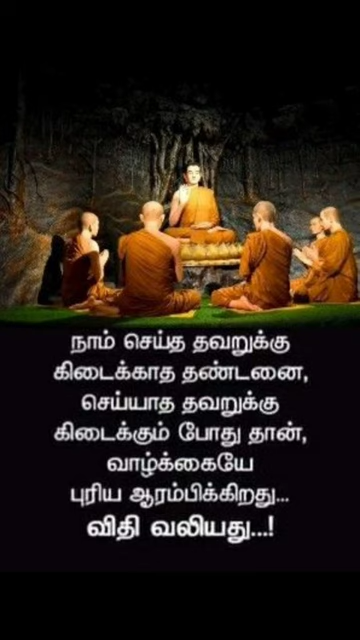 நாம் செய்த தவறுக்கு
கிடைக்காத தண்டனை,
செய்யாத தவறுக்கு
கிடைக்கும் போது தான்,
வாழ்க்கையே
புரிய ஆரம்பிக்கிறது...
விதி வலியது...!